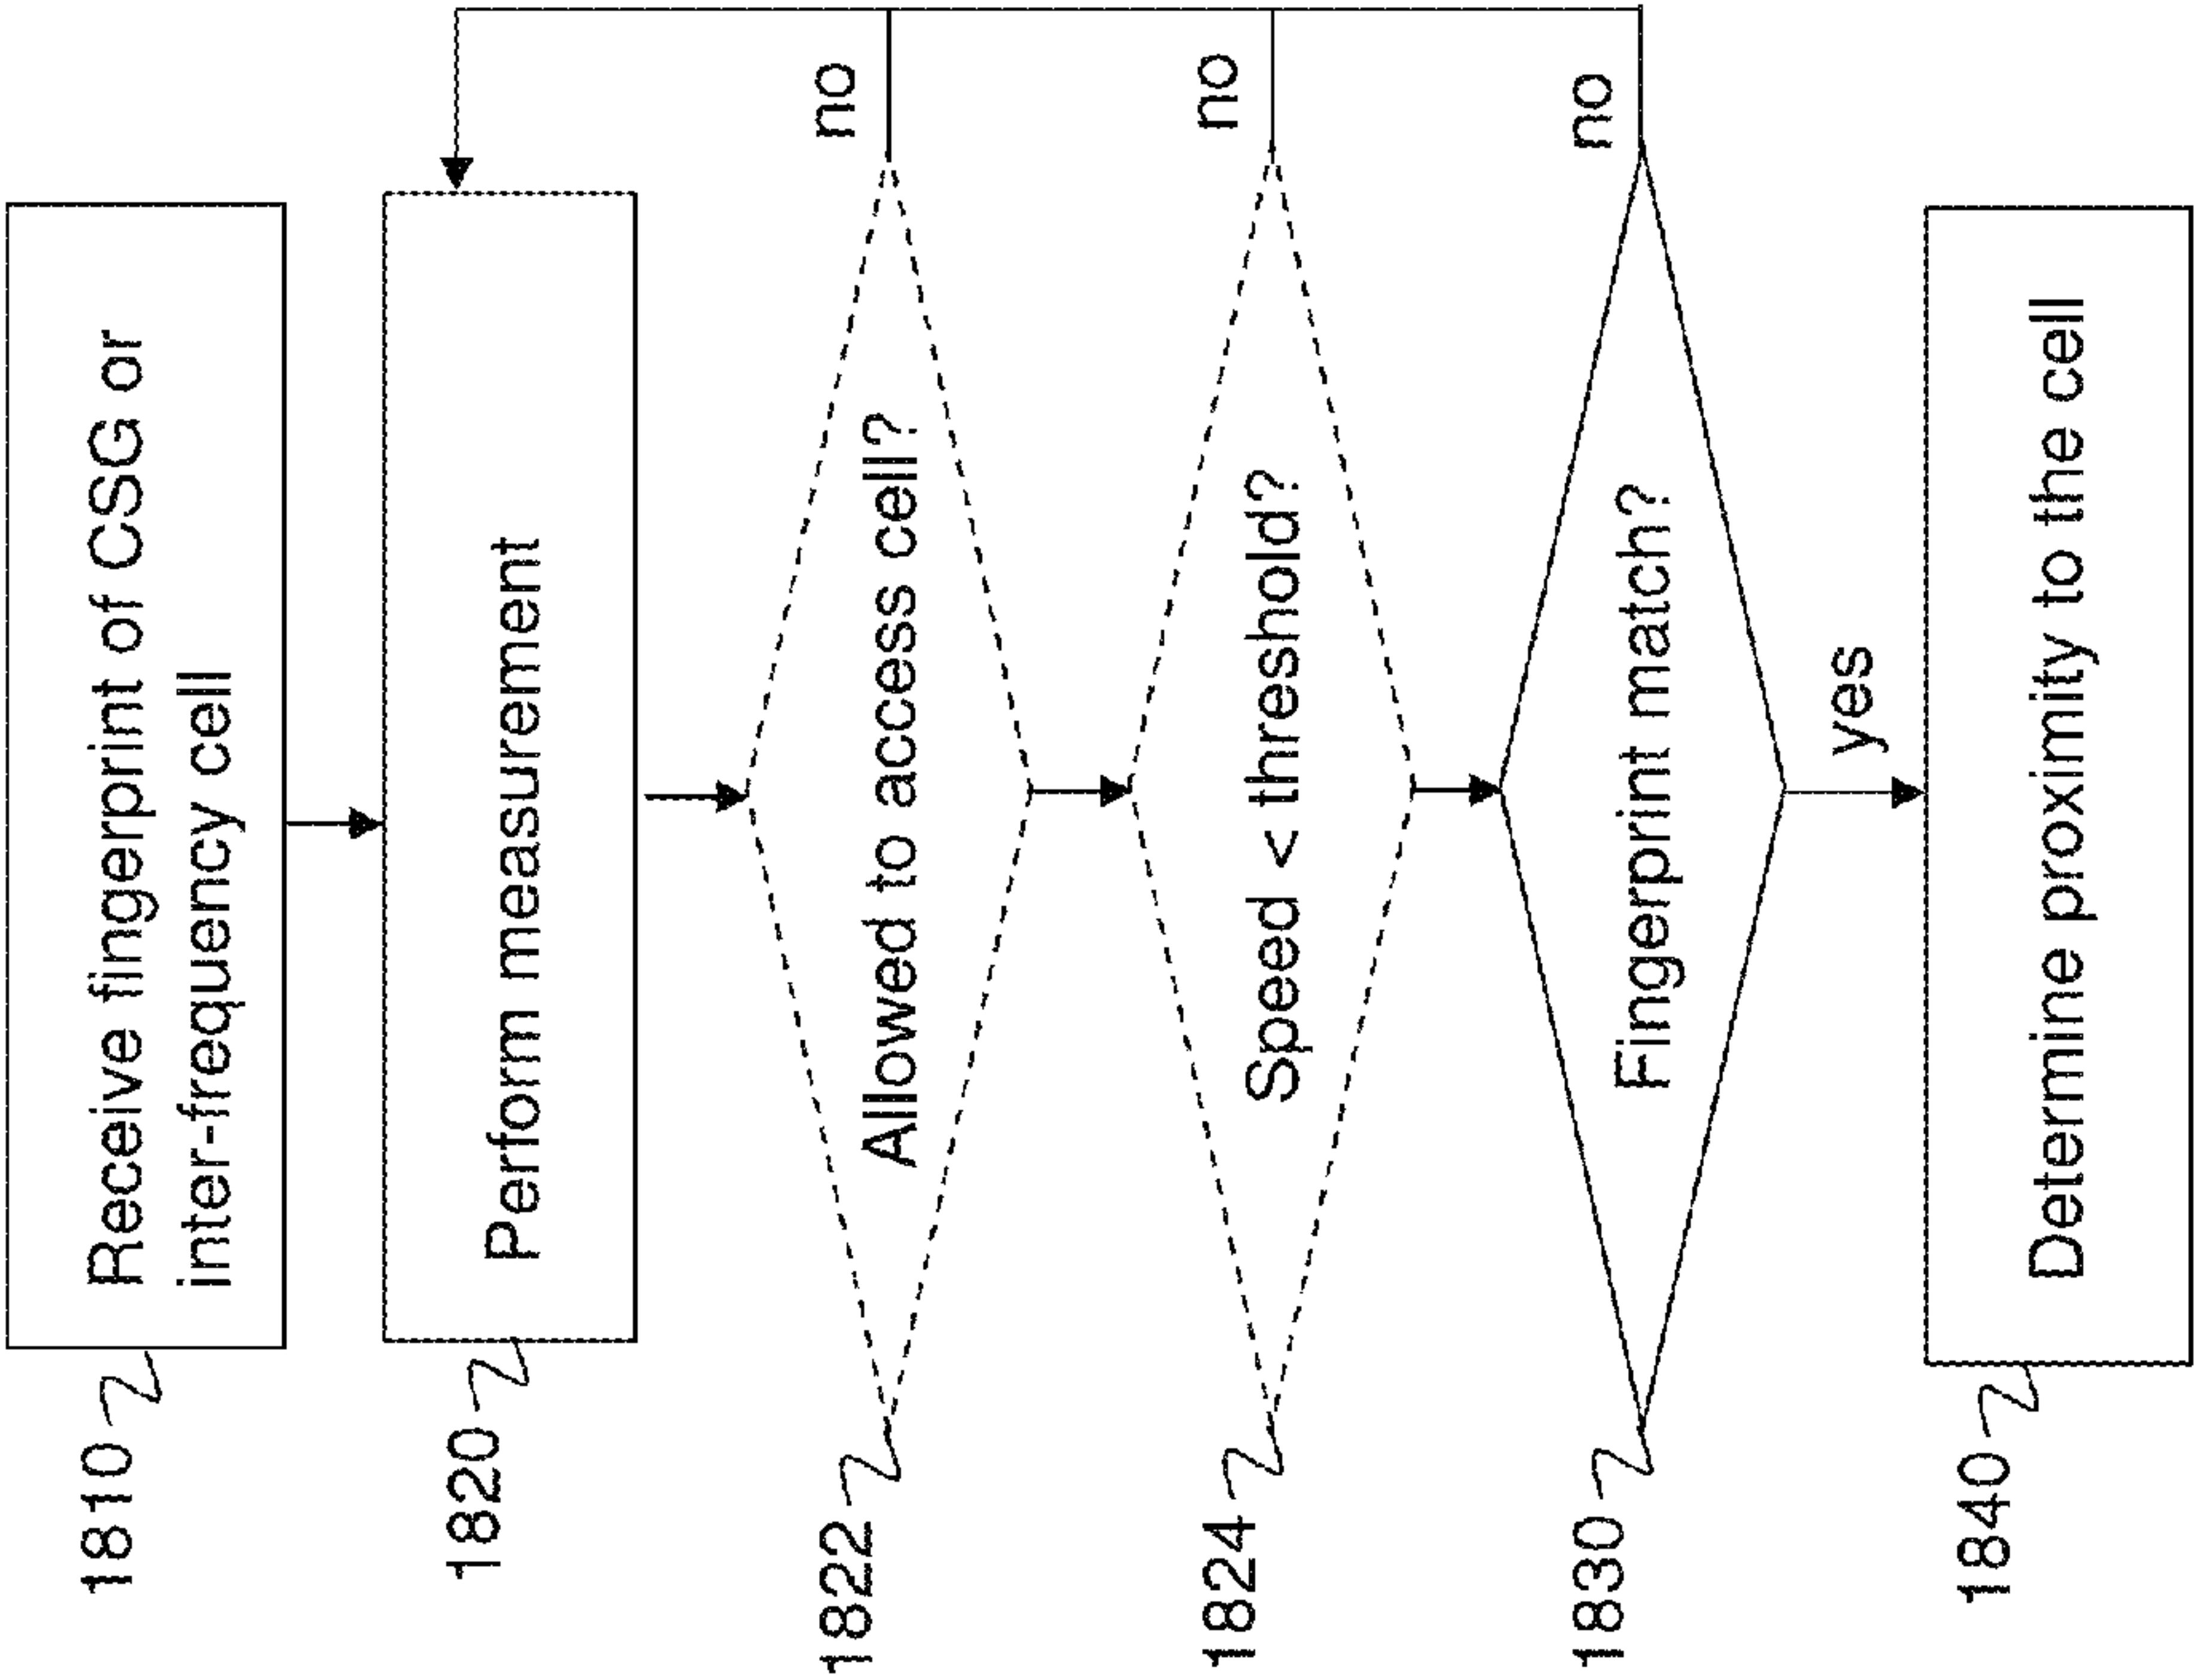 1810
Receive fingerprint of CSG or
inter-frequency cell
1820
Perform measurement
1822
Allowed to access cell?
no
1824
Speed < threshold?
no
1830
Fingerprint match?
no
yes
1840
Determine proximity to the cell